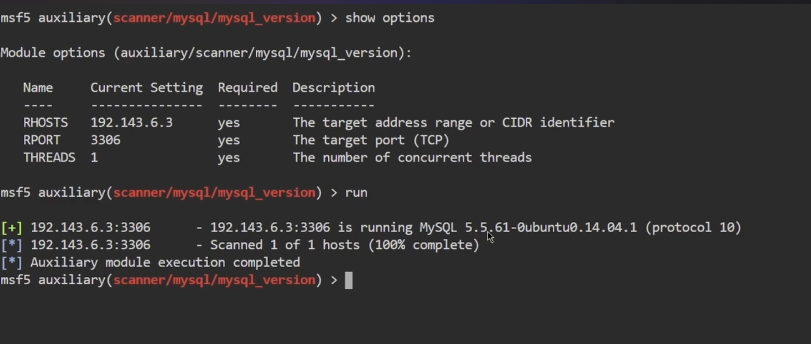 msf5 auxiliary(scanner/mysql/mysql_version) > show options
Module options (auxiliary/scanner/mysql/mysql_version):
Name Current Setting Required Description
---- --------------- -------- -----------
RHOSTS 192.143.6.3 yes The target address range or CIDR identifier
RPORT 3306 yes The target port (TCP)
THREADS 1 yes The number of concurrent threads
msf5 auxiliary(scanner/mysql/mysql_version) > run
[+] 192.143.6.3:3306 - 192.143.6.3:3306 is running MySQL 5.5.61-0ubuntu0.14.04.1 (protocol 10)
[*] 192.143.6.3:3306 - Scanned 1 of 1 hosts (100% complete)
[*] Auxiliary module execution completed
msf5 auxiliary(scanner/mysql/mysql_version) >